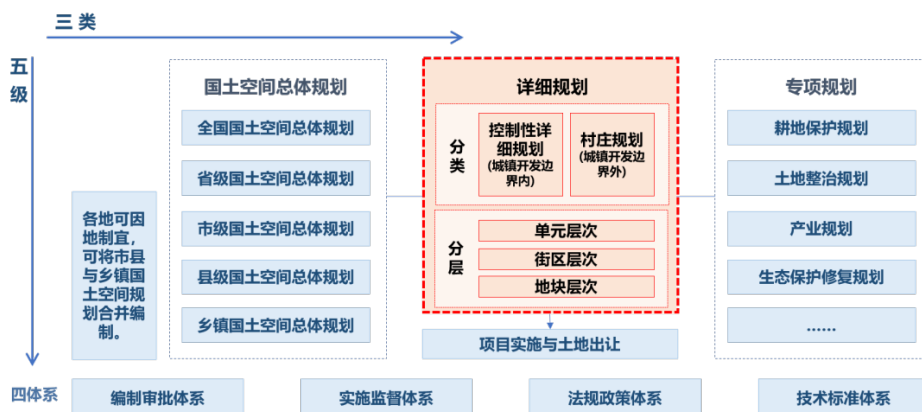 三 类
五
级
国土空间总体规划
全国国土空间总体规划
省级国土空间总体规划
市级国土空间总体规划
县级国土空间总体规划
乡镇国土空间总体规划
各地可因
地制宜，
可将市县
与乡镇国
土空间规
划合并编
制。
详细规划
分
类
控制性详
细规划
(城镇开发边
界内)
村庄规划
(城镇开发边
界外)
分
层
单元层次
街区层次
地块层次
项目实施与土地出让
专项规划
耕地保护规划
土地整治规划
产业规划
生态保护修复规划
……
四体系
编制审批体系
实施监督体系
法规政策体系
技术标准体系